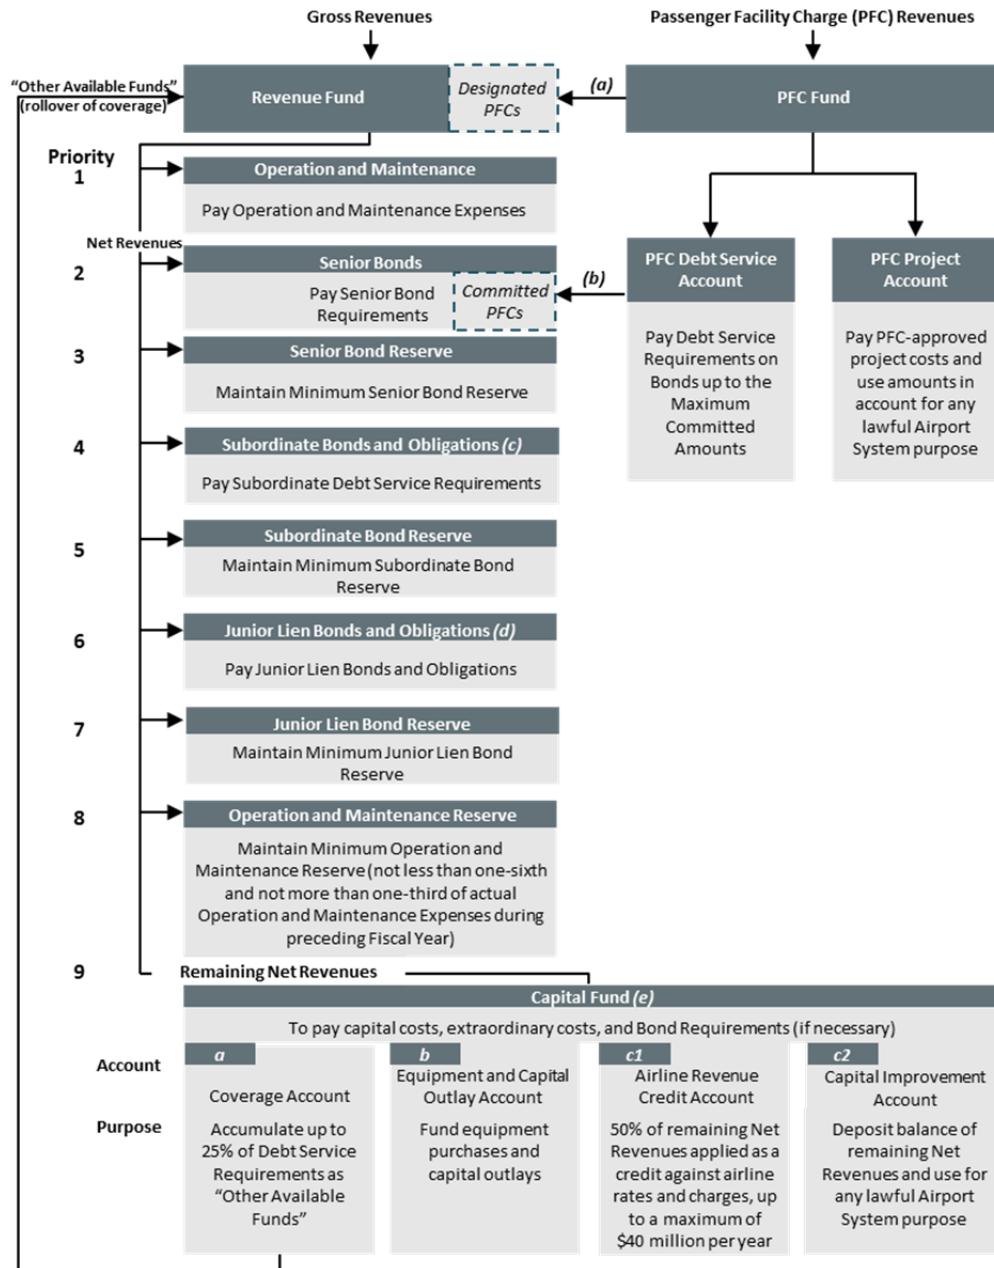 Gross Revenues
Passenger Facility Charge (PFC) Revenues
“Other Available Funds”
(rollover of coverage)
Revenue Fund
Designated
PFCs
(a)
PFC Fund
Priority
1
Operation and Maintenance
Pay Operation and Maintenance Expenses
Net Revenues
2
Senior Bonds
Pay Senior Bond
Requirements
Committed
PFCs
(b)
PFC Debt Service
Account
Pay Debt Service
Requirements on
Bonds up to the
Maximum
Committed
Amounts
PFC Project
Account
Pay PFC-approved
project costs and
use amounts in
account for any
lawful Airport
System purpose
3
Senior Bond Reserve
Maintain Minimum Senior Bond Reserve
4
Subordinate Bonds and Obligations (c)
Pay Subordinate Debt Service Requirements
5
Subordinate Bond Reserve
Maintain Minimum Subordinate Bond
Reserve
6
Junior Lien Bonds and Obligations (d)
Pay Junior Lien Bonds and Obligations
7
Junior Lien Bond Reserve
Maintain Minimum Junior Lien Bond
Reserve
8
Operation and Maintenance Reserve
Maintain Minimum Operation and
Maintenance Reserve (not less than one-sixth
and not more than one-third of actual
Operation and Maintenance Expenses during
preceding Fiscal Year)
9
Remaining Net Revenues
Capital Fund (e)
To pay capital costs, extraordinary costs, and Bond Requirements (if necessary)
Account
Purpose
a
Coverage Account
Accumulate up to
25% of Debt Service
Requirements as
“Other Available
Funds”
b
Equipment and Capital
Outlay Account
Fund equipment
purchases and
capital outlays
c1
Airline Revenue
Credit Account
50% of remaining Net
Revenues applied as a
credit against airline
rates and charges, up
to a maximum of
$40 million per year
c2
Capital Improvement
Account
Deposit balance of
remaining Net
Revenues and use for
any lawful Airport
System purpose